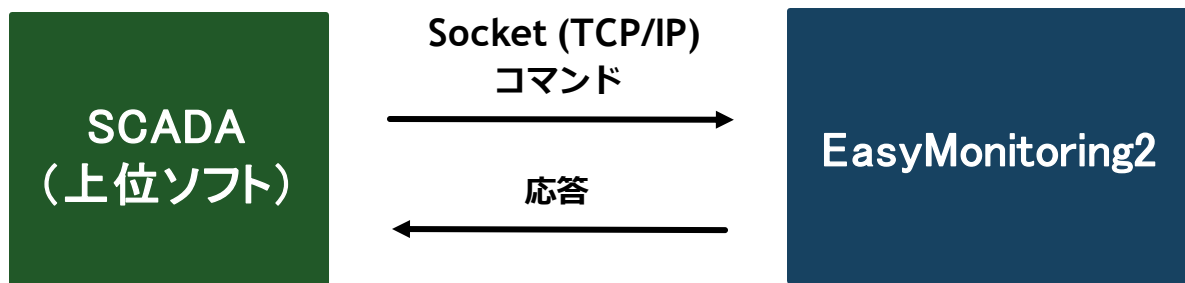 SCADA
（上位ソフト）
Socket (TCP/IP)
コマンド
応答
EasyMonitoring2